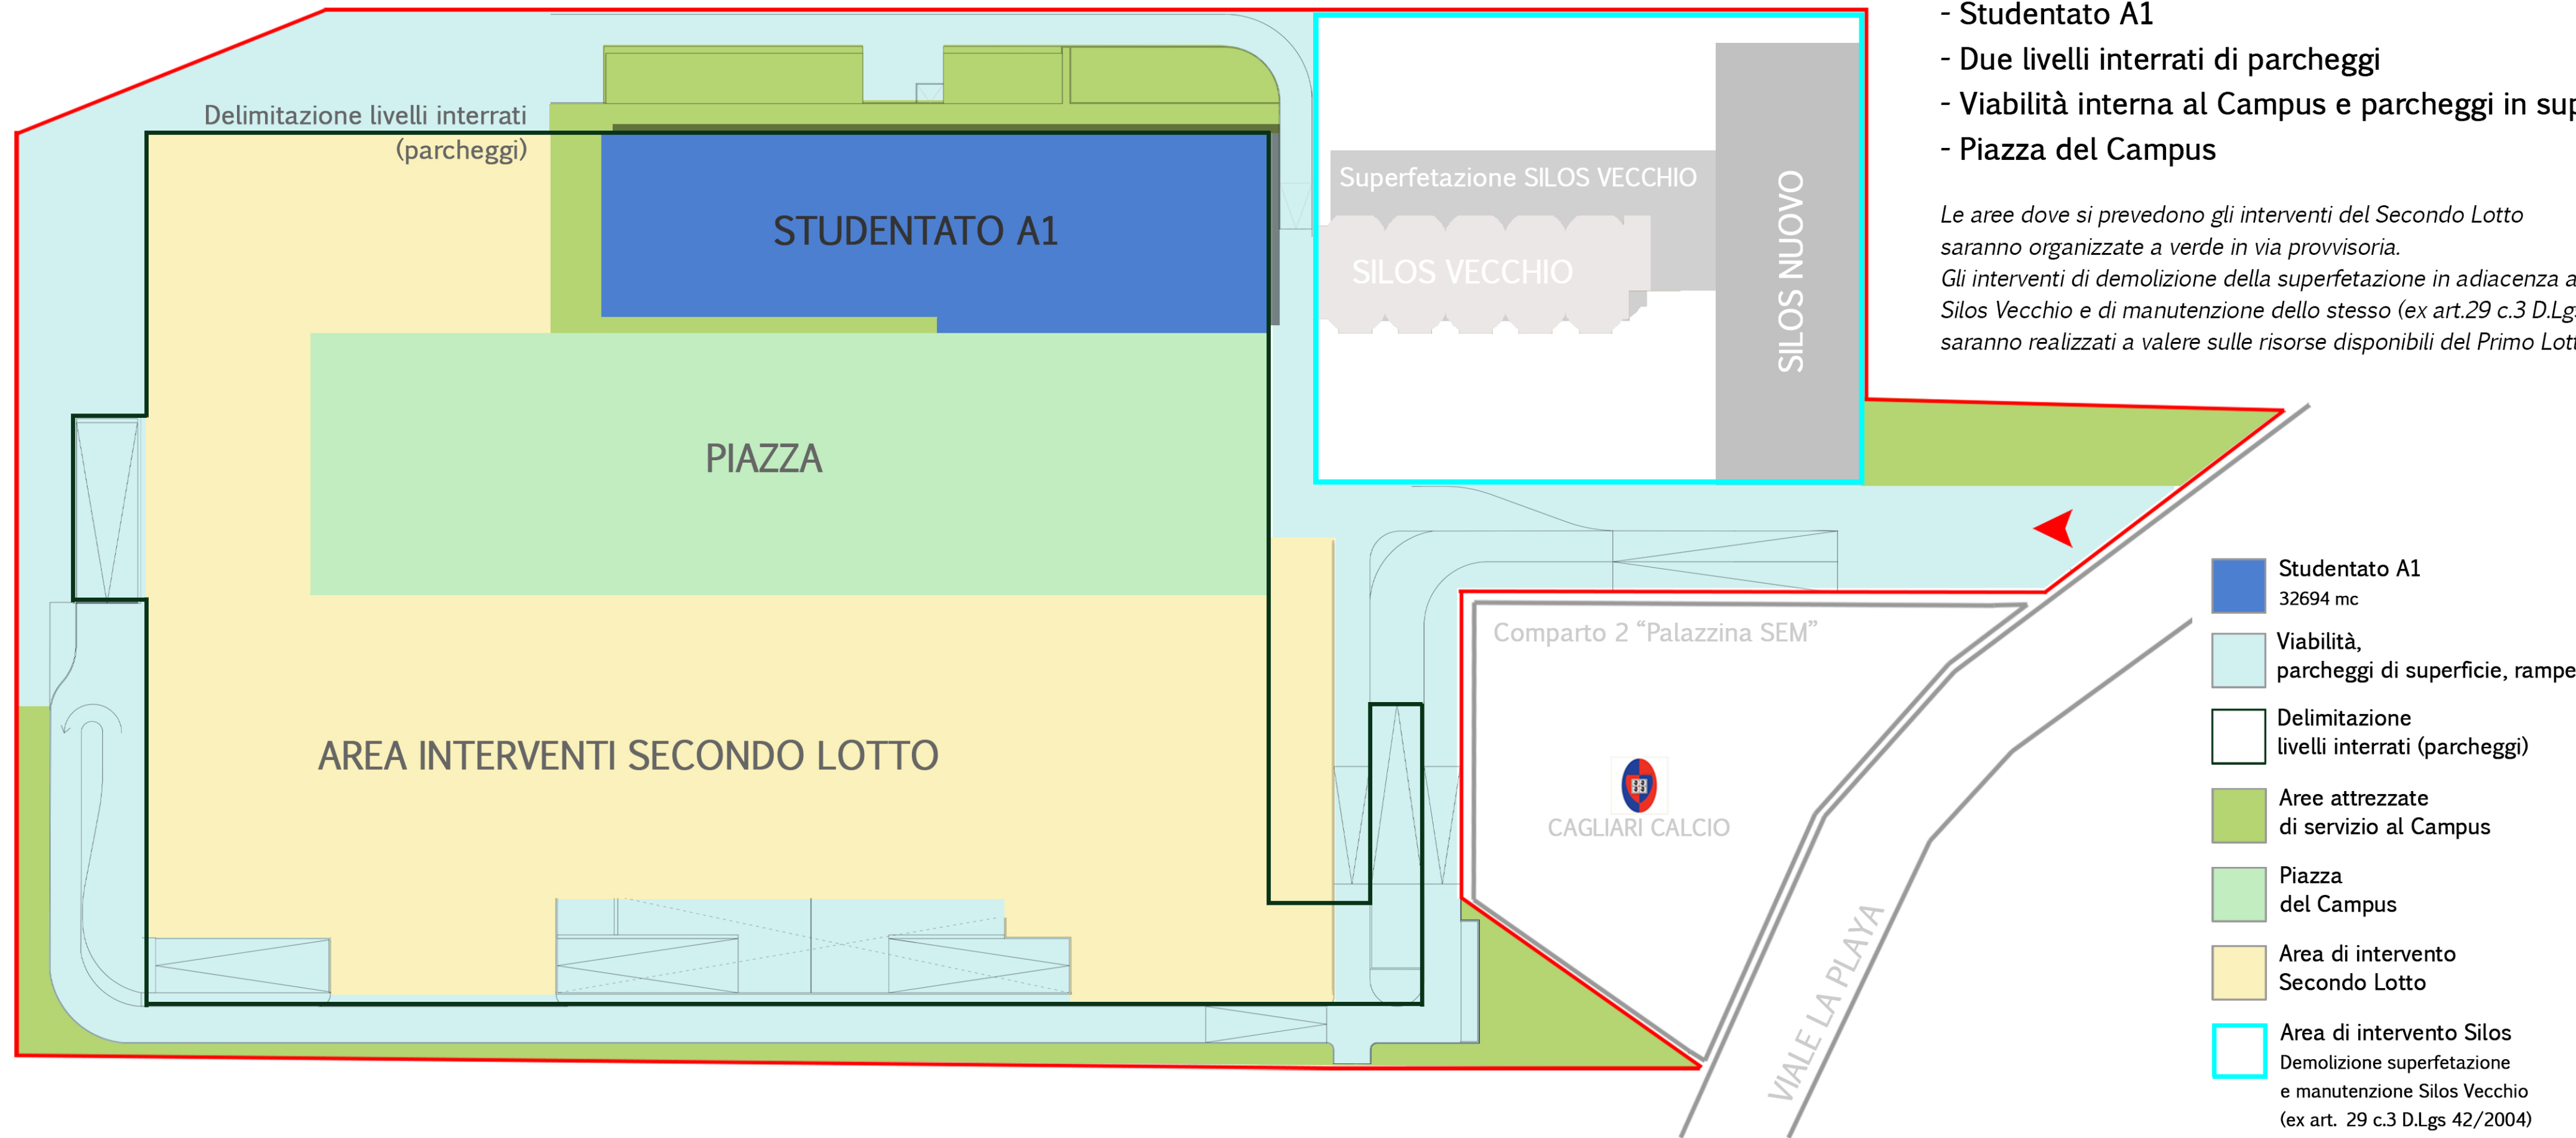 - Studentato A1
- Due livelli interrati di parcheggi
- Viabilità interna al Campus e parcheggi in sup
- Piazza del Campus
Le aree dove si prevedono gli interventi del Secondo Lotto
saranno organizzate a verde in via provvisoria.
Gli interventi di demolizione della superfetazione in adiacenza a
Silos Vecchio e di manutenzione dello stesso (ex art.29 c.3 D.Lg
saranno realizzati a valere sulle risorse disponibili del Primo Lot
Delimitazione livelli interrati
(parcheggi)
STUDENTATO A1
Superfetazione SILOS VECCHIO
SILOS VECCHIO
SILOS NUOVO
PIAZZA
AREA INTERVENTI SECONDO LOTTO
Comparto 2 “Palazzina SEM”
CAGLIARI CALCIO
VIALE LA PLAYA
Studentato A1
32694 mc
Viabilità,
parcheggi di superficie, rampe
Delimitazione
livelli interrati (parcheggi)
Aree attrezzate
di servizio al Campus
Piazza
del Campus
Area di intervento
Secondo Lotto
Area di intervento Silos
Demolizione superfetazione
e manutenzione Silos Vecchio
(ex art. 29 c.3 D.Lgs 42/2004)